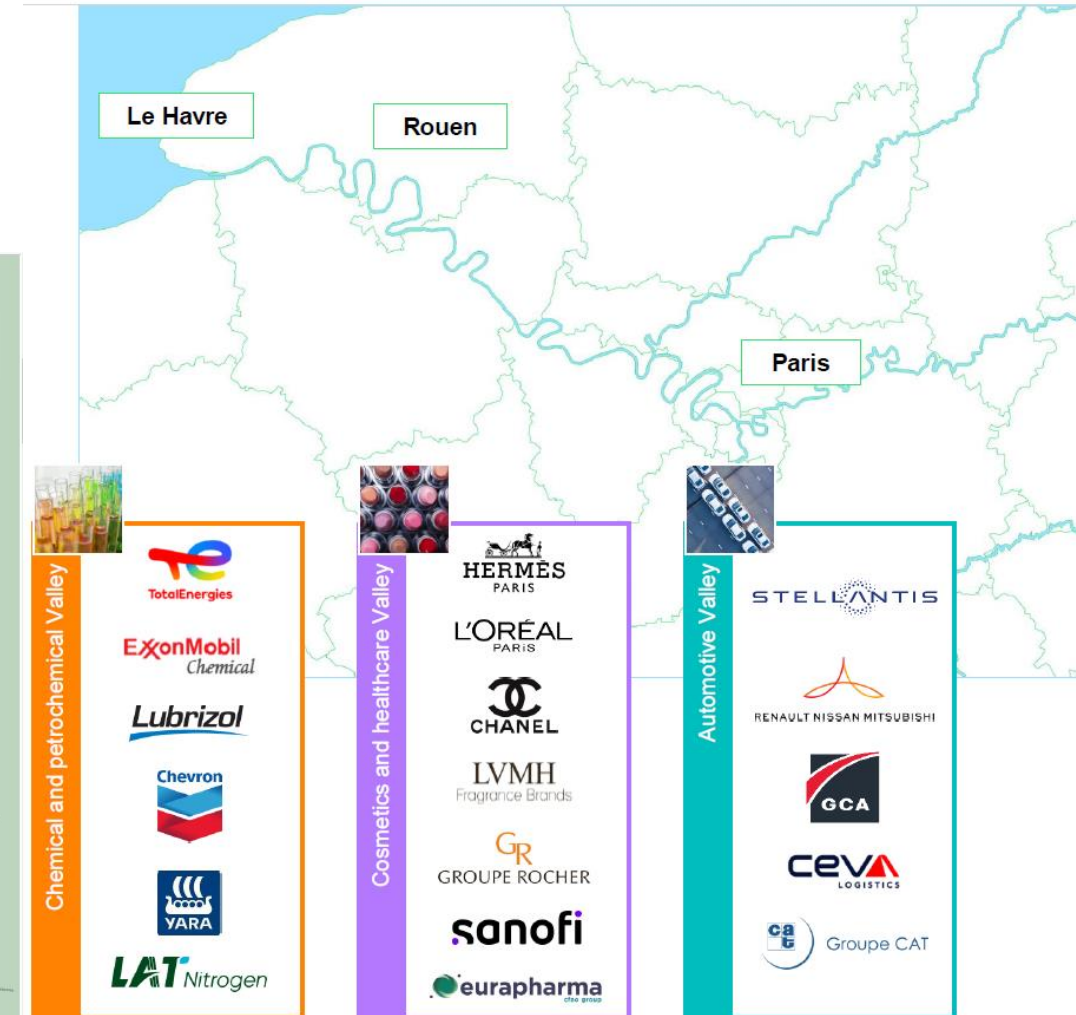 Le Havre
Rouen
Paris
Chemical and petrochemical Valley
TotalEnergies
ExxonMobil
Chemical
Lubrizol
Chevron
YARA
LAT Nitrogen
Cosmetics and healthcare Valley
HERMÈS
PARIS
L'ORÉAL
PARIS
CHANEL
LVMH
Fragrance Brands
GR
GROUPE ROCHER
sanofi
eurapharma
cfao group
Automotive Valley
STELLANTIS
RENAULT NISSAN MITSUBISHI
GCA
CEVA
LOGISTICS
cat
Groupe CAT